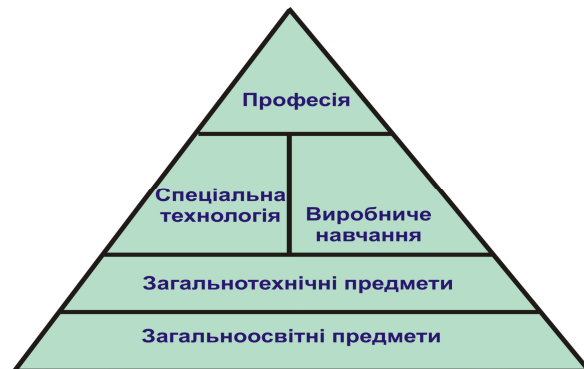 Професія
Спеціальна
технологія
Виробниче
навчання
Загальнотехнічні предмети
Загальноосвітні предмети